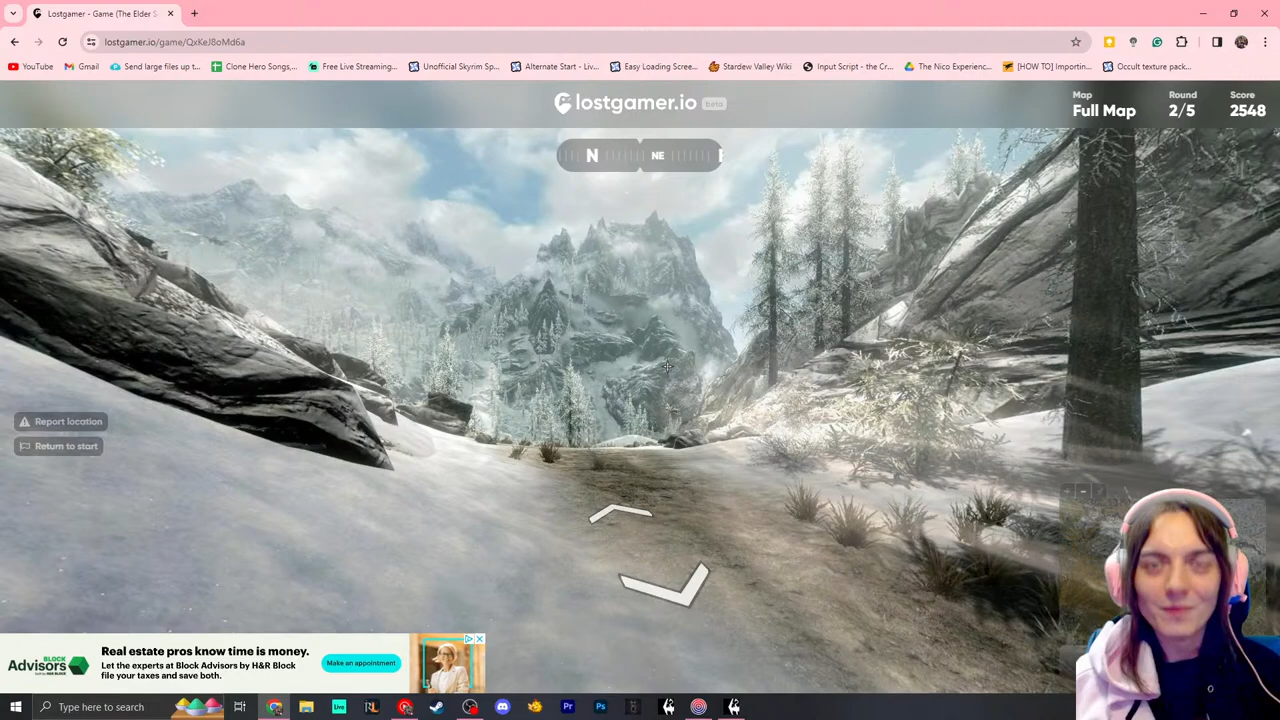 Lostgamer - Game (The Elder S
lostgamer.io/game/QxKeJ8oMd6a
YouTube
Gmail
Send large files up t...
Clone Hero Songs,...
Free Live Streaming...
Unofficial Skyrim Sp...
Alternate Start - Liv...
Easy Loading Scree...
Stardew Valley Wiki
Input Script - the Cr...
The Nico Experienc...
[HOW TO] Importin...
Occult texture pack...
lostgamer.io beta
Map
Full Map
Round
2/5
Score
2548
N
NE
Report location
Return to start
BLOCK
Advisors
Real estate pros know time is money.
Let the experts at Block Advisors by H&R Block
file your taxes and save both.
Make an appointment
Type here to search
Live
Pr
Ps